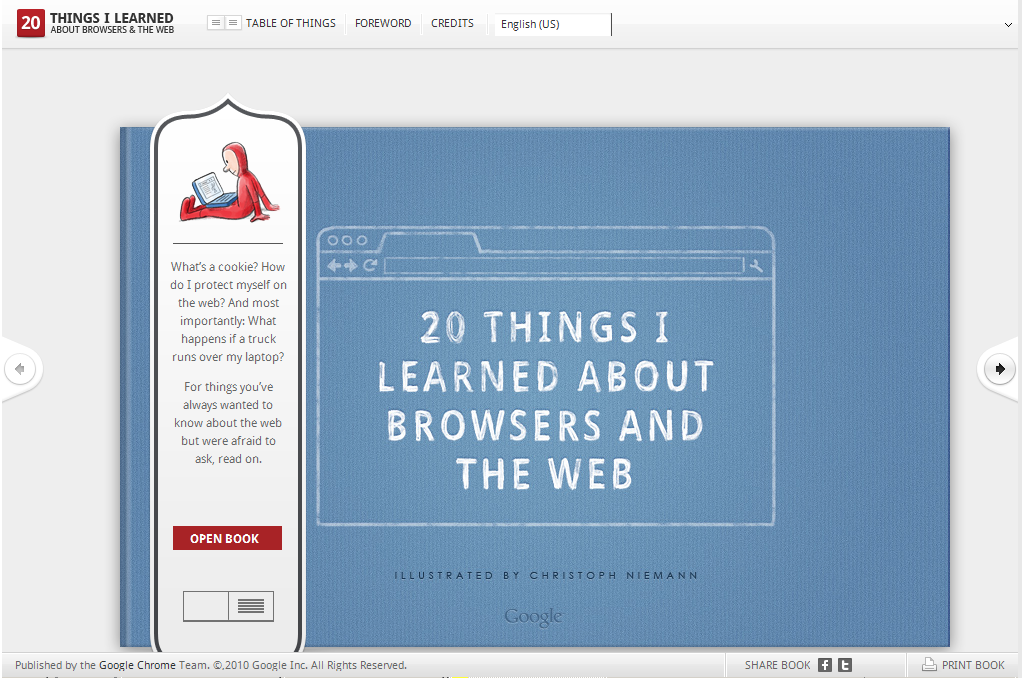 20 THINGS I LEARNED
ABOUT BROWSERS & THE WEB
TABLE OF THINGS
FOREWORD
CREDITS
English (US)
What's a cookie? How
do I protect myself on
the web? And most
importantly: What
happens if a truck
runs over my laptop?
For things you've
always wanted to
know about the web
but were afraid to
ask, read on.
OPEN BOOK
20 THINGS I
LEARNED ABOUT
BROWSERS AND
THE WEB
ILLUSTRATED BY CHRISTOPH NIEMANN
Google
Published by the Google Chrome Team. ©,2010 Google Inc. All Rights Reserved.
SHARE BOOK
PRINT BOOK